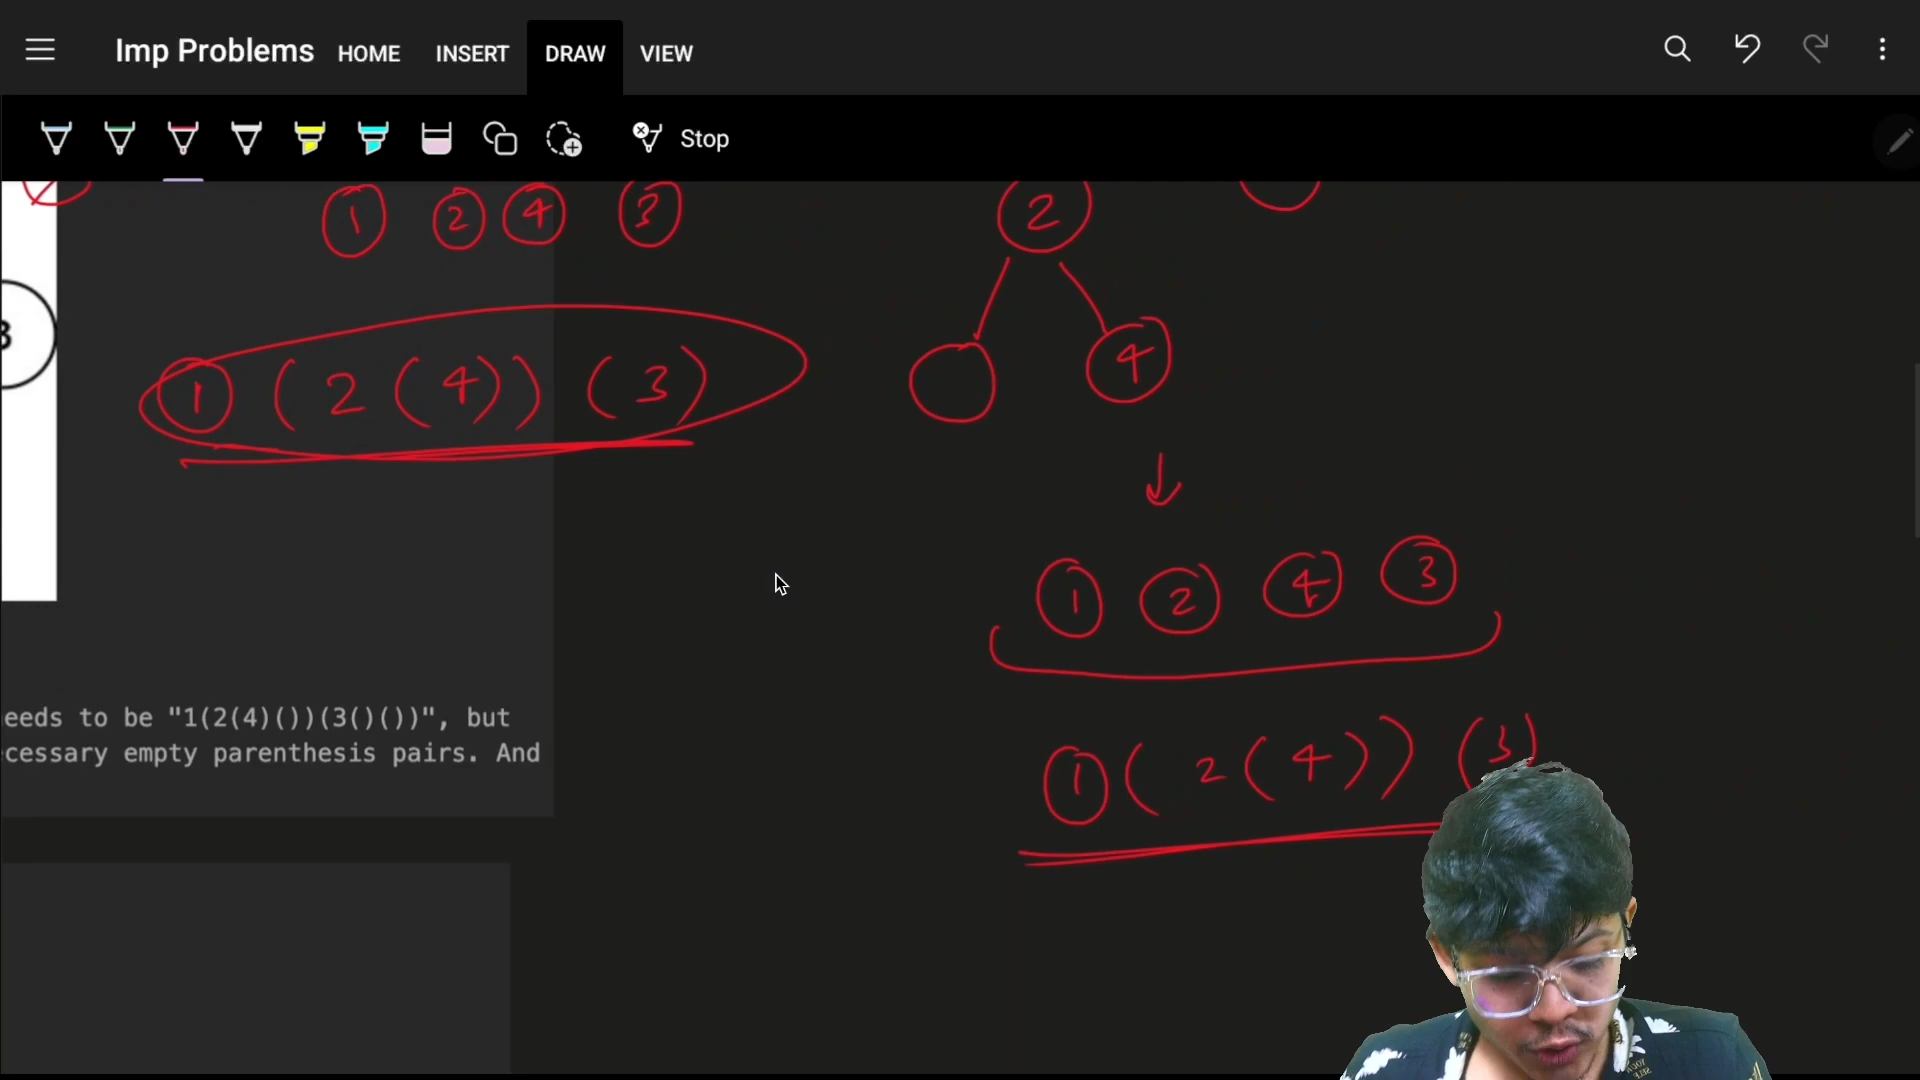 Imp Problems HOME INSERT DRAW VIEW
Stop
1 2 4 3
2
1 ( 2 ( 4 ) ) ( 3 )
4
1 2 4 3
eeds to be "1(2(4)())(3()())", but
cessary empty parenthesis pairs. And
1 ( 2 ( 4 ) ) ( 3 )